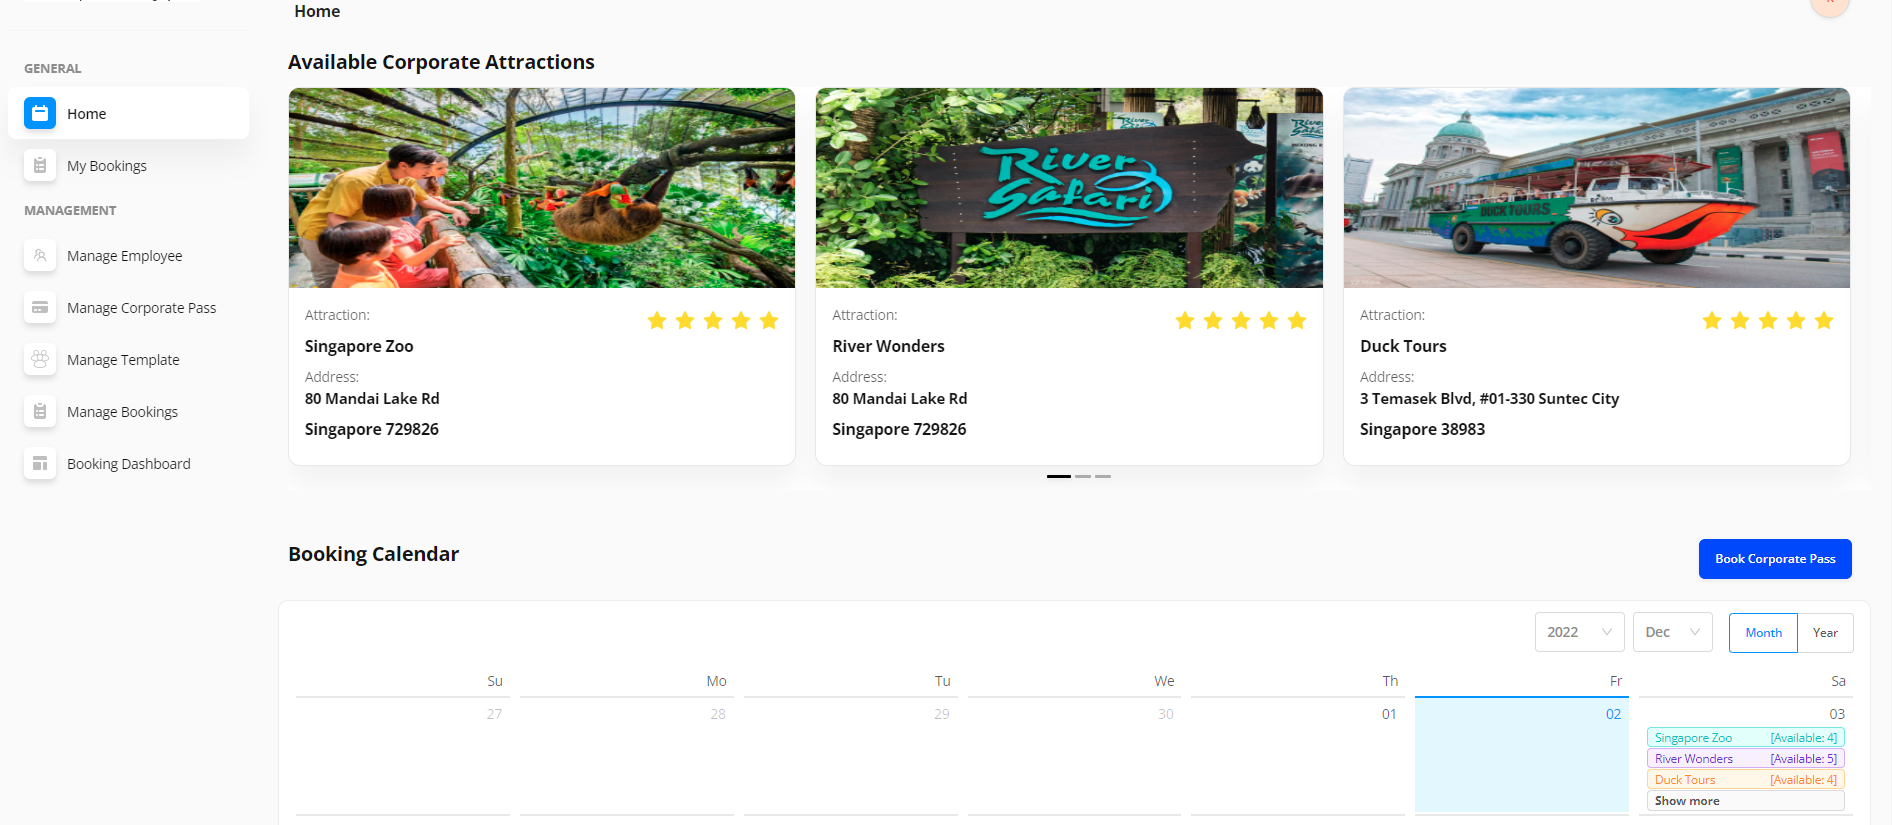 Home
GENERAL
Home
My Bookings
MANAGEMENT
Manage Employee
Manage Corporate Pass
Manage Template
Manage Bookings
Booking Dashboard
Available Corporate Attractions
River
Safari
DUCK TOURS
Attraction:
Singapore Zoo
Address:
80 Mandai Lake Rd
Singapore 729826
Attraction:
River Wonders
Address:
80 Mandai Lake Rd
Singapore 729826
Attraction:
Duck Tours
Address:
3 Temasek Blvd, #01-330 Suntec City
Singapore 38983
Booking Calendar
Book Corporate Pass
2022 Dec Month Year
Su Mo Tu We Th Fr Sa
27 28 29 30 01 02 03
Singapore Zoo [Available: 4]
River Wonders [Available: 5]
Duck Tours [Available: 4]
Show more